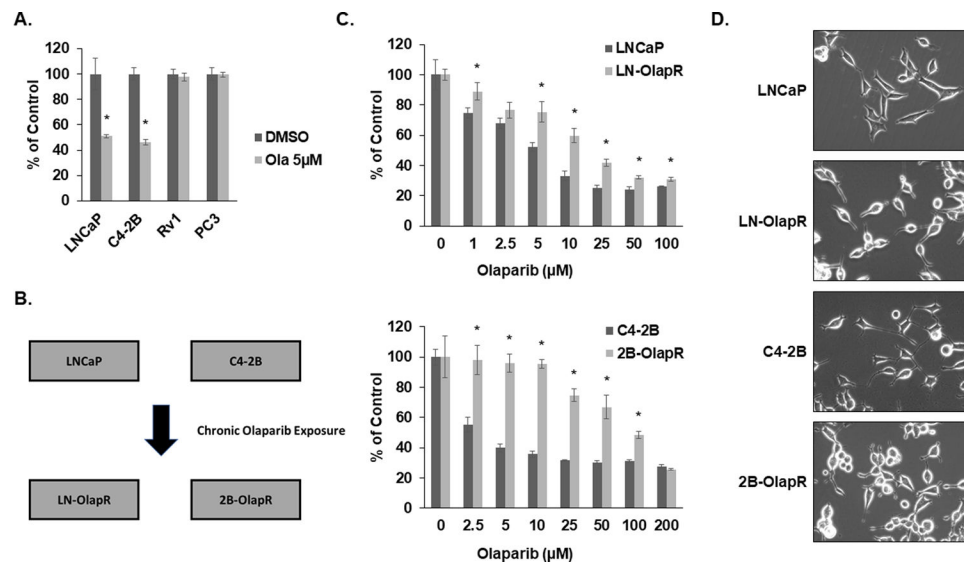 A.
120
100
80
60
40
20
0
% of Control
* *
DMSO
Ola 5µM
LNCaP C4-2B Rv1 PC3
B.
LNCaP C4-2B
Chronic Olaparib Exposure
LN-OlapR 2B-OlapR
C.
120
100
80
60
40
20
0
% of Control
LNCaP
LN-OlapR
* * * * * *
0 1 2.5 5 10 25 50 100
Olaparib (µM)
120
100
80
60
40
20
0
% of Control
C4-2B
2B-OlapR
* * * * * *
0 2.5 5 10 25 50 100 200
Olaparib (µM)
D.
LNCaP
LN-OlapR
C4-2B
2B-OlapR